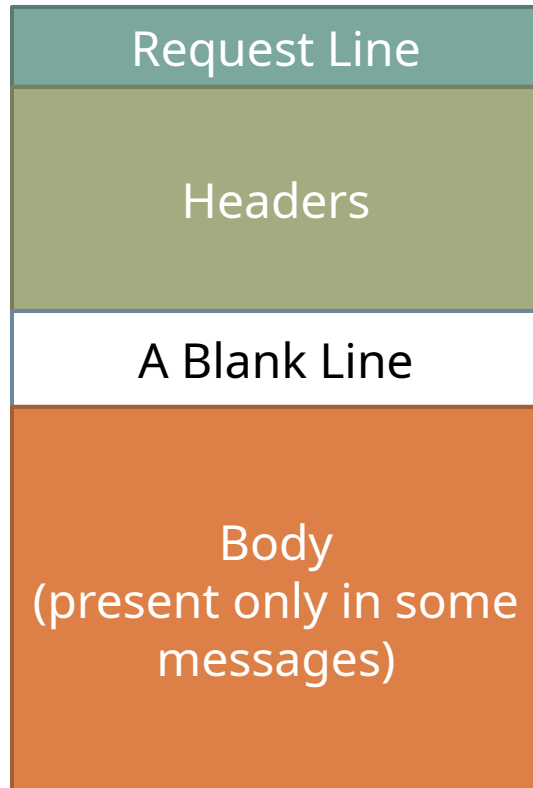 Request Line
Headers
A Blank Line
Body
(present only in some
messages)